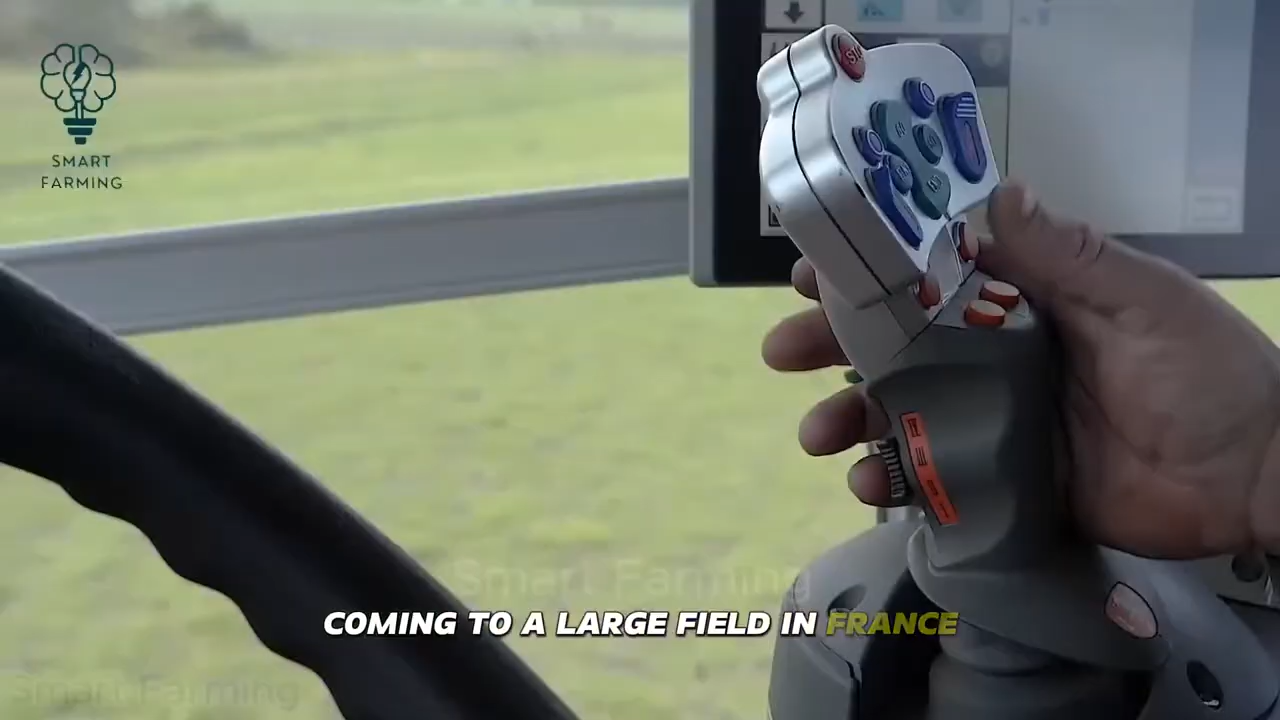 SMART
FARMING
Smart Farming
COMING TO A LARGE FIELD IN FRANCE
Smart Farming